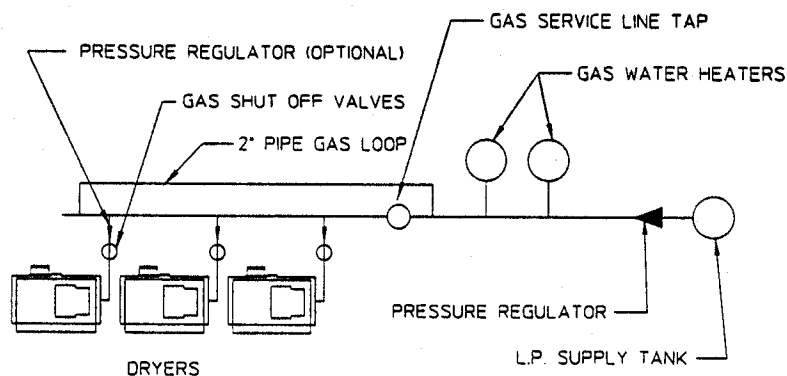 GAS SERVICE LINE TAP
PRESSURE REGULATOR (OPTIONAL)
GAS WATER HEATERS
GAS SHUT OFF VALVES
2" PIPE GAS LOOP
PRESSURE REGULATOR
L.P. SUPPLY TANK
DRYERS